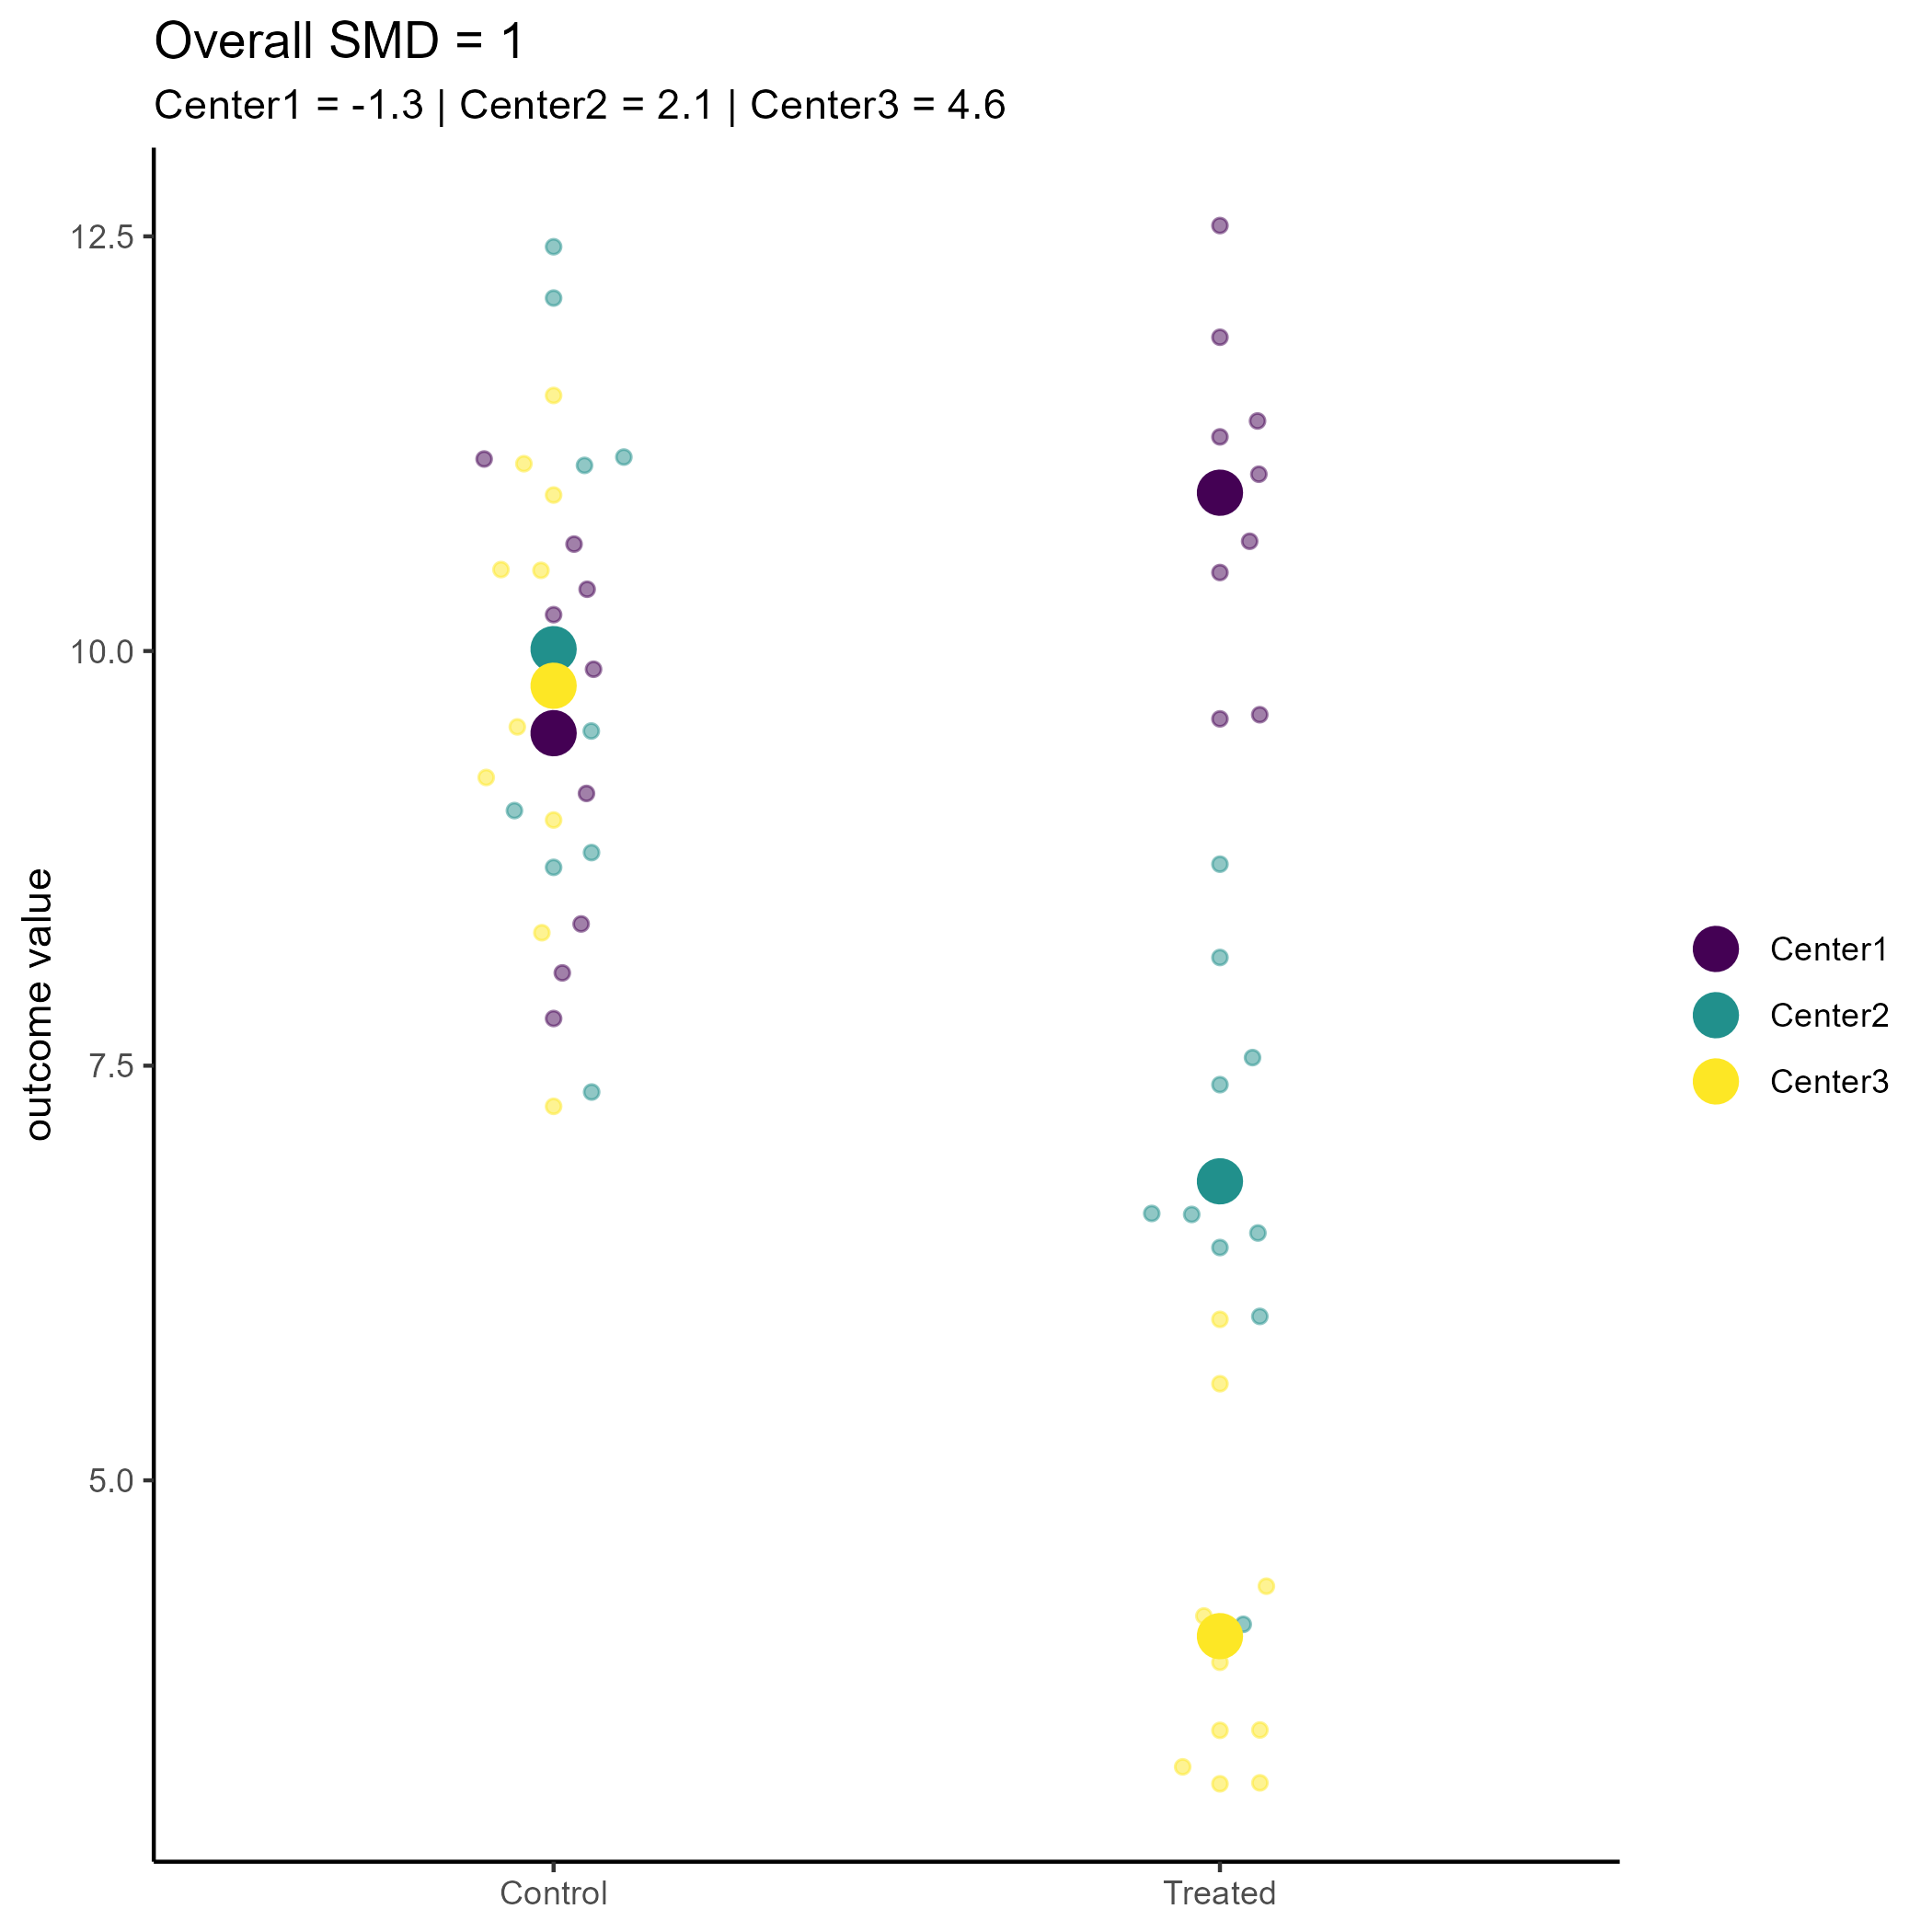 Overall SMD = 1
Center1 = -1.3 | Center2 = 2.1 | Center3 = 4.6
12.5
10.0
7.5
5.0
outcome value
Control
Treated
Center1
Center2
Center3